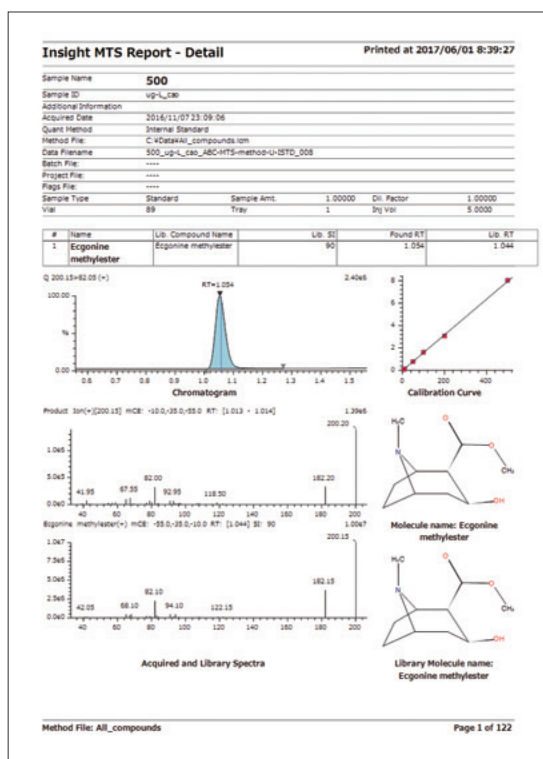 Insight MTS Report - Detail Printed at 2017/06/01 8:39:27
Sample Name 500
Sample ID ug-L_cao
Additional Information
Acquired Date 2016/11/07 23:09:06
Quant Method Internal Standard
Method File: C:¥Data¥All_compounds.lcm
Data Filename 500_ug-L_cao_ABC-MTS-method-U-ISTD_008
Batch File: ----
Project File: ----
Flags File: ----
Sample Type Standard Sample Amt. 1.00000 Dil. Factor 1.00000
Vial 89 Tray 1 Inj Vol 5.0000
# Name Lib. Compound Name Lib. SI Found RT Lib. RT
1 Ecgonine methylester Ecgonine methylester 90 1.054 1.044
Q 200.15>82.05 (+) 2.40e6
RT=1.054
100.00
%
0.00
0.6 0.7 0.8 0.9 1.0 1.1 1.2 1.3 1.4 1.5
Chromatogram
8
6
4
2
0
200 400
Calibration Curve
Product Ion(+)[200.15] mCE: -10.0,-35.0,-55.0 RT: [1.013 - 1.014] 1.39e6
200.20
1.0e6
5.0e5
0.0e0
41.95 67.55 82.00 92.95 118.50 182.20
40 60 80 100 120 140 160 180 200
H₃C
N
O
O
CH₃
OH
Molecule name: Ecgonine
methylester
Ecgonine methylester(+) mCE: -55.0,-35.0,-10.0 RT: [1.044] SI: 90 1.00e7
200.15
1.0e7
7.5e6
5.0e6
2.5e6
0.0e0
42.05 68.10 82.10 94.10 122.15 182.15
40 60 80 100 120 140 160 180 200
H₃C
N
O
O
CH₃
OH
Acquired and Library Spectra
Library Molecule name:
Ecgonine methylester
Method File: All_compounds Page 1 of 122